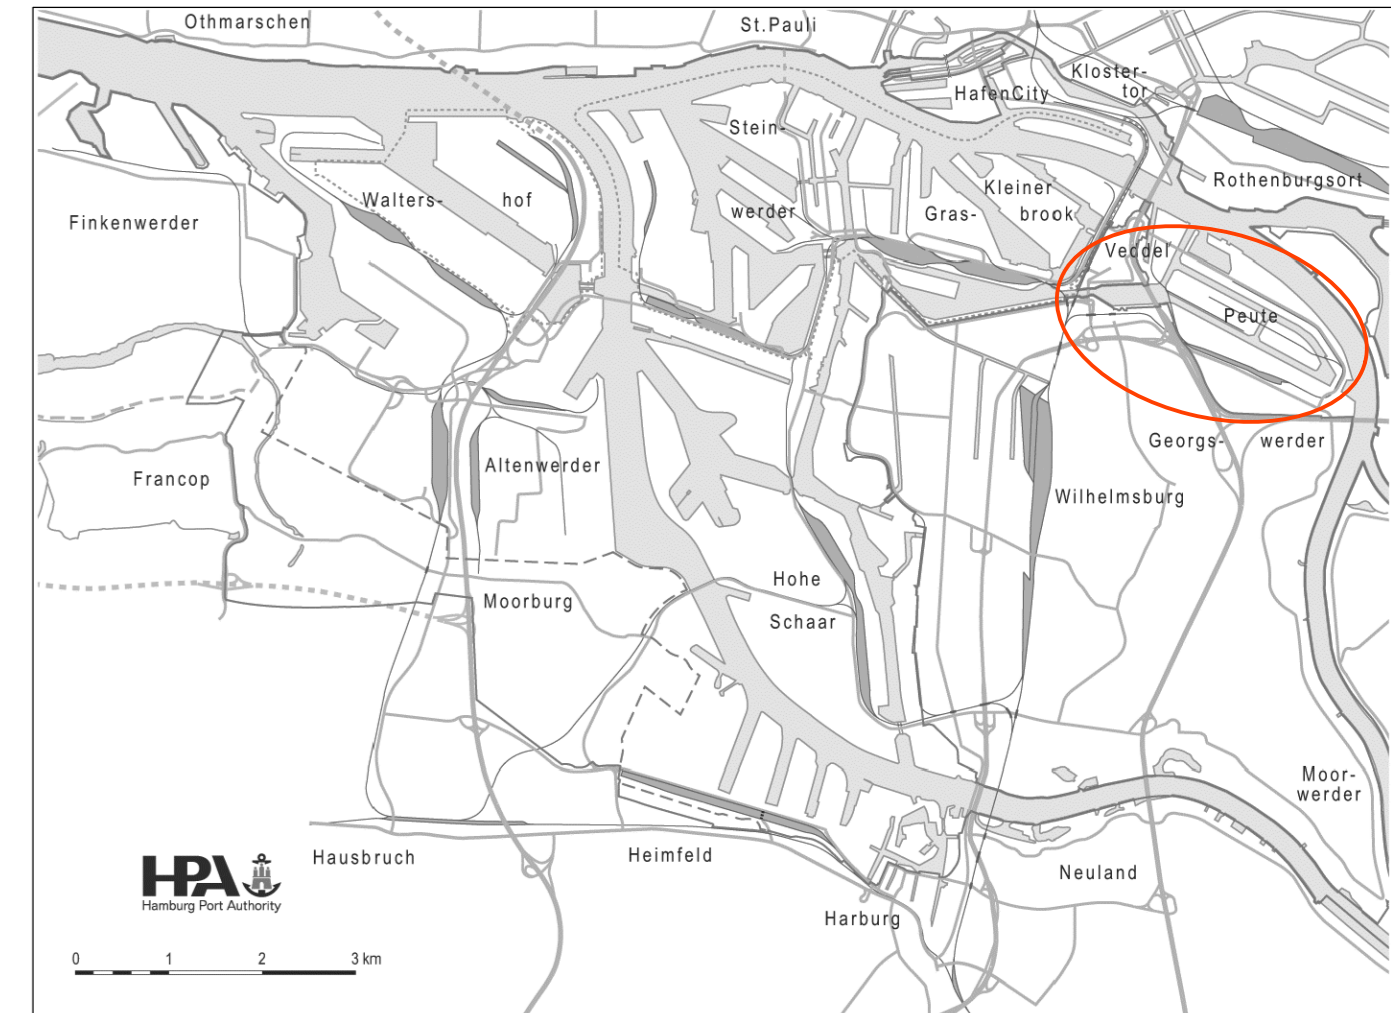 Othmarschen
St.Pauli
Kloster-
tor
HafenCity
Stein-
werder
Rothenburgsort
Walters-
hof
Kleiner
Gras-
brook
Finkenwerder
Veddel
Peute
Georgs-
werder
Francop
Altenwerder
Wilhelmsburg
Hohe
Schaar
Moorburg
Moor-
werder
Hausbruch
Heimfeld
Neuland
Harburg
HPA
Hamburg Port Authority
0 1 2 3 km